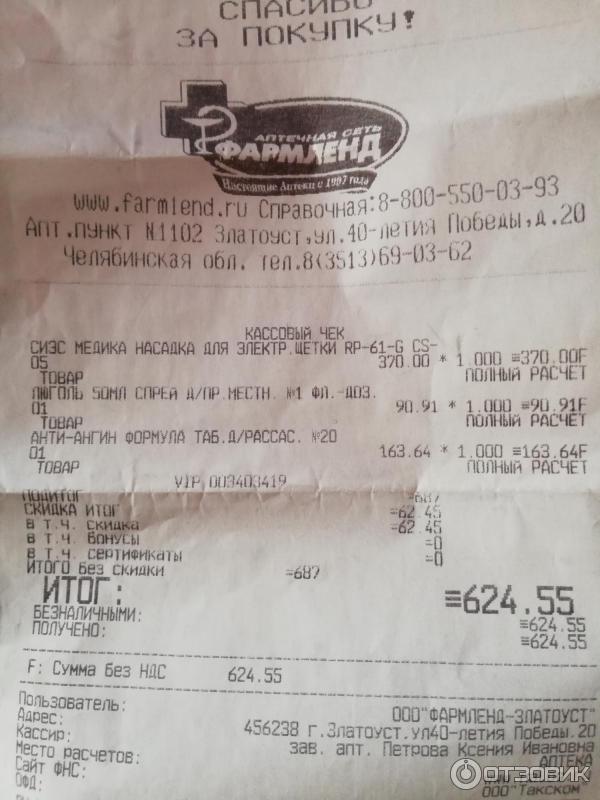 СПАСИБО
ЗА ПОКУПКУ!
АПТЕЧНАЯ СЕТЬ
ФАРМЛЕНД
Настоящие Аптеки с 1997 года
www.farmlend.ru Справочная:8-800-550-03-93
Апт.пункт N1102 Златоуст,ул.40-летия Победы,д.20
Челябинская обл. тел.8(3513)69-03-62
КАССОВЫЙ ЧЕК
СИЭС МЕДИКА НАСАДКА ДЛЯ ЭЛЕКТР.ЩЕТКИ RP-61-G CS-
05 370.00 * 1.000 ≡370.00F
ТОВАР ПОЛНЫЙ РАСЧЕТ
ЛЮГОЛЬ 50МЛ СПРЕЙ Д/ПР.МЕСТН. №1 ФЛ.-ДОЗ.
01 90.91 * 1.000 ≡90.91F
ТОВАР ПОЛНЫЙ РАСЧЕТ
АНТИ-АНГИН ФОРМУЛА ТАБ.Д/РАССАС. №20
01 163.64 * 1.000 ≡163.64F
ТОВАР ПОЛНЫЙ РАСЧЕТ
VIP 003403419
ПОДИТОГ =687
СКИДКА ИТОГ =62.45
в т.ч. скидка =62.45
в т.ч. бонусы =0
в т.ч. сертификаты =0
ИТОГО без скидки =687
ИТОГ: ≡624.55
БЕЗНАЛИЧНЫМИ: ≡624.55
ПОЛУЧЕНО: ≡624.55
F: Сумма без НДС 624.55
Пользователь: ООО"ФАРМЛЕНД-ЗЛАТОУСТ"
Адрес: 456238 г.Златоуст.ул40-летия Победы.20
Кассир: зав. апт. Петрова Ксения Ивановна
Место расчетов: АПТЕКА
Сайт ФНС:
ОФД: ООО "Такском"
ОТЗОВИК